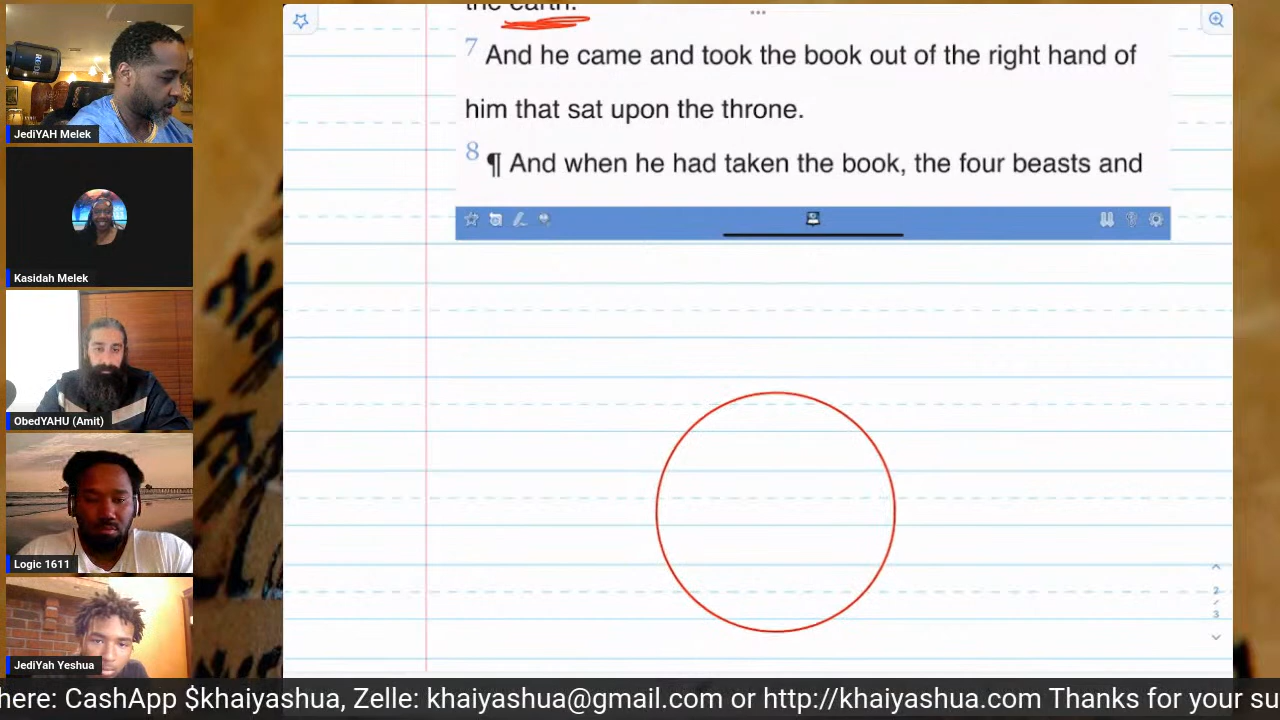 the earth.
7 And he came and took the book out of the right hand of
him that sat upon the throne.
8 ¶ And when he had taken the book, the four beasts and
JediYAH Melek
Kasidah Melek
ObedYAHU (Amit)
Logic 1611
JediYah Yeshua
2
3
here: CashApp $khaiyashua, Zelle: khaiyashua@gmail.com or http://khaiyashua.com Thanks for your su